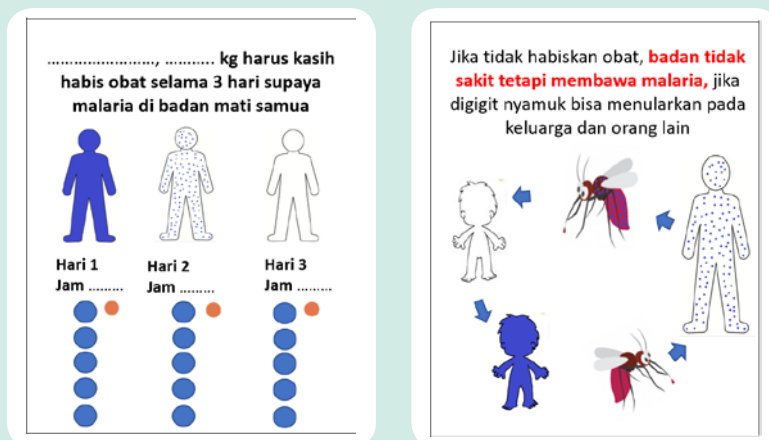 ........................, ........... kg harus kasih
habis obat selama 3 hari supaya
malaria di badan mati samua
Hari 1
Jam .........
Hari 2
Jam .........
Hari 3
Jam .........
Jika tidak habiskan obat, badan tidak
sakit tetapi membawa malaria, jika
digigit nyamuk bisa menularkan pada
keluarga dan orang lain